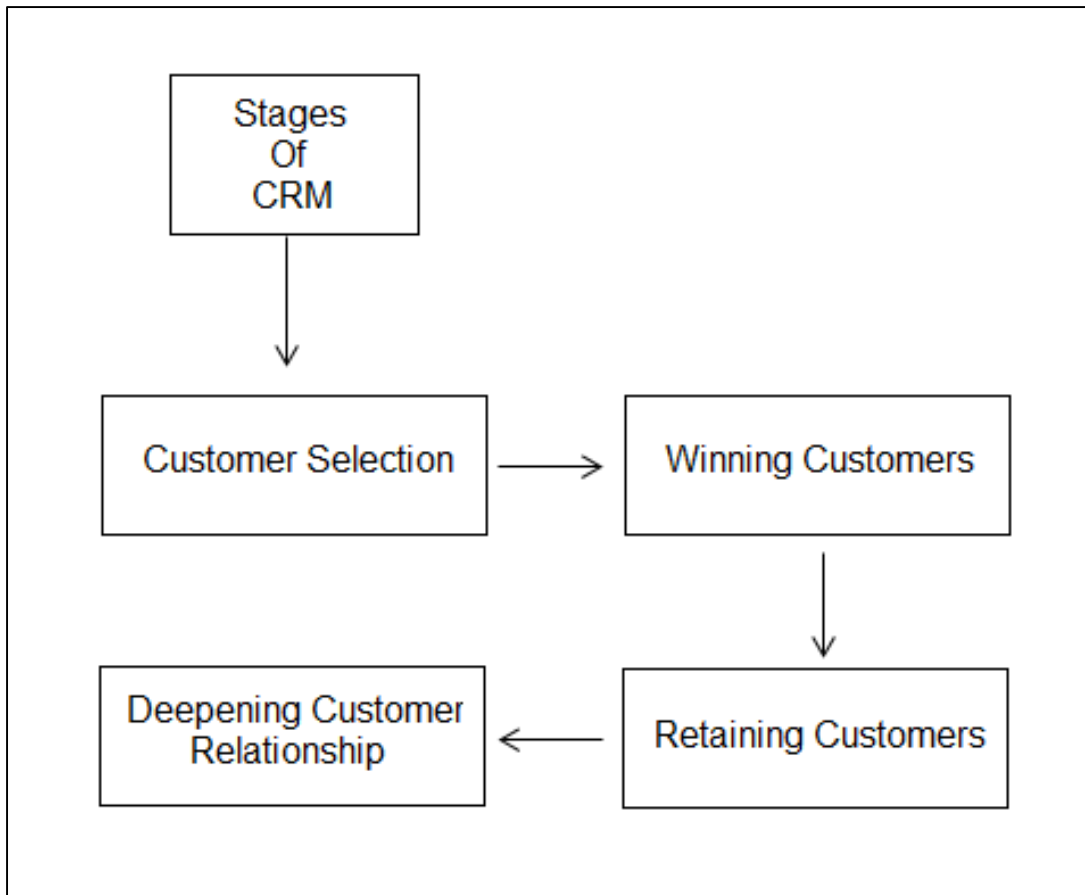 Stages
Of
CRM
Customer Selection
Winning Customers
Deepening Customer
Relationship
Retaining Customers